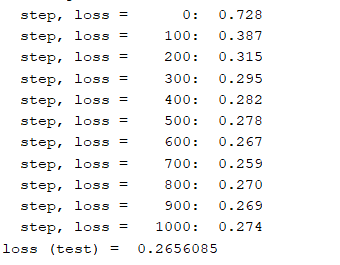 step, loss =      0:  0.728
step, loss =    100:  0.387
step, loss =    200:  0.315
step, loss =    300:  0.295
step, loss =    400:  0.282
step, loss =    500:  0.278
step, loss =    600:  0.267
step, loss =    700:  0.259
step, loss =    800:  0.270
step, loss =    900:  0.269
step, loss =   1000:  0.274
loss (test) =  0.2656085